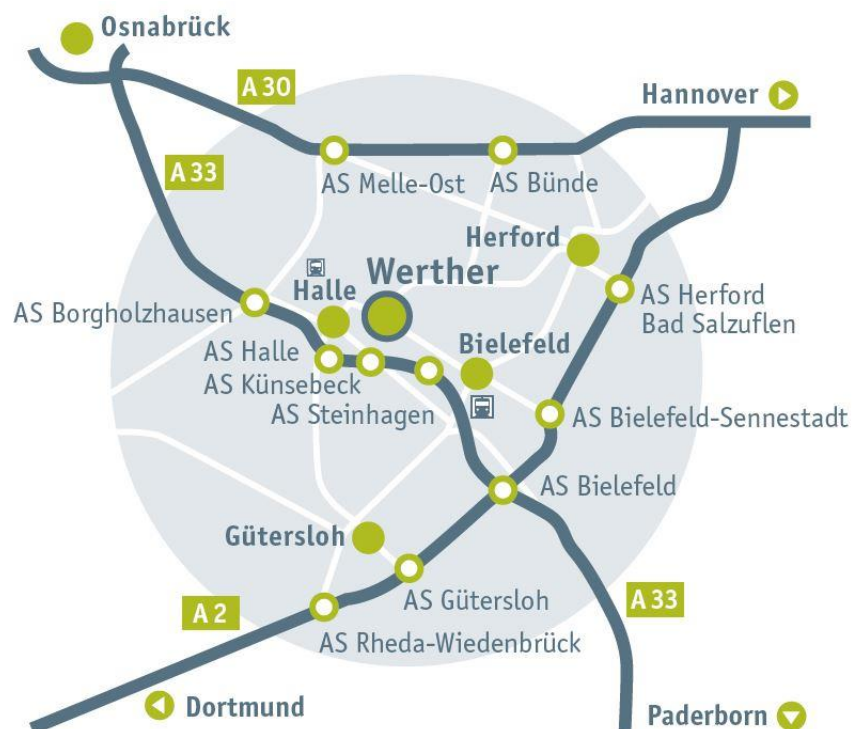 Osnabrück
A 30
Hannover
A 33
AS Melle-Ost
AS Bünde
Herford
Werther
Halle
AS Borgholzhausen
AS Herford
Bad Salzuflen
Bielefeld
AS Halle
AS Künsebeck
AS Steinhagen
AS Bielefeld-Sennestadt
AS Bielefeld
Gütersloh
AS Gütersloh
A 2
A 33
AS Rheda-Wiedenbrück
Dortmund
Paderborn